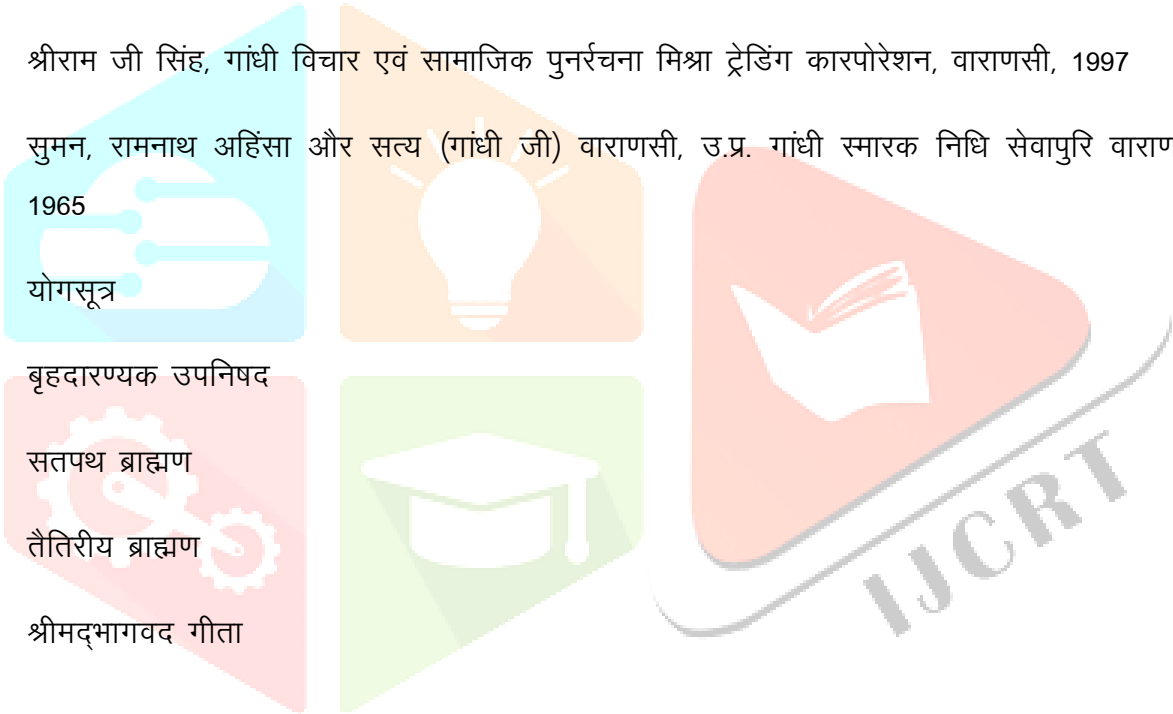 श्रीराम जी सिंह, गांधी विचार एवं सामाजिक पुनर्रचना मिश्रा ट्रेडिंग कारपोरेशन, वाराणसी, 1997
सुमन, रामनाथ अहिंसा और सत्य (गांधी जी) वाराणसी, उ.प्र. गांधी स्मारक निधि सेवापुरि वाराण
1965
योगसूत्र
बृहदारण्यक उपनिषद
सतपथ ब्राह्मण
तैतिरीय ब्राह्मण
श्रीमद्भागवद गीता
IJCRT